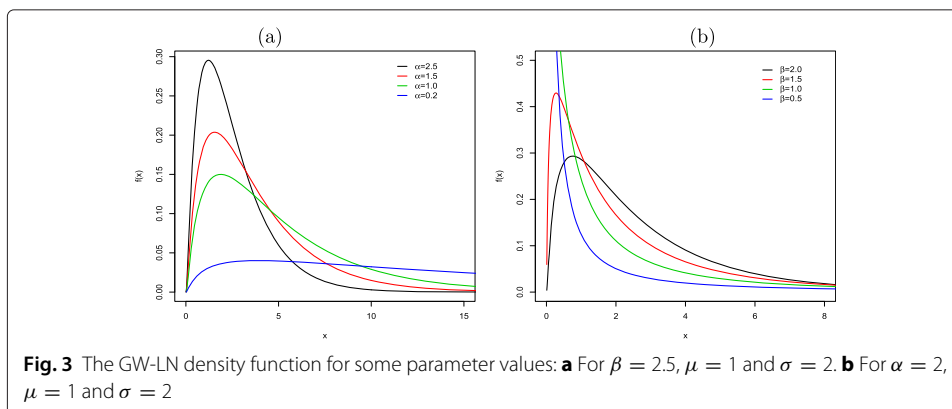 (a)
f(x)
0.00 0.05 0.10 0.15 0.20 0.25 0.30
α=2.5
α=1.5
α=1.0
α=0.2
0 5 10 15
x
(b)
f(x)
0.0 0.1 0.2 0.3 0.4 0.5
β=2.0
β=1.5
β=1.0
β=0.5
0 2 4 6 8
x
Fig. 3 The GW-LN density function for some parameter values: a For β = 2.5, μ = 1 and σ = 2. b For α = 2,
μ = 1 and σ = 2